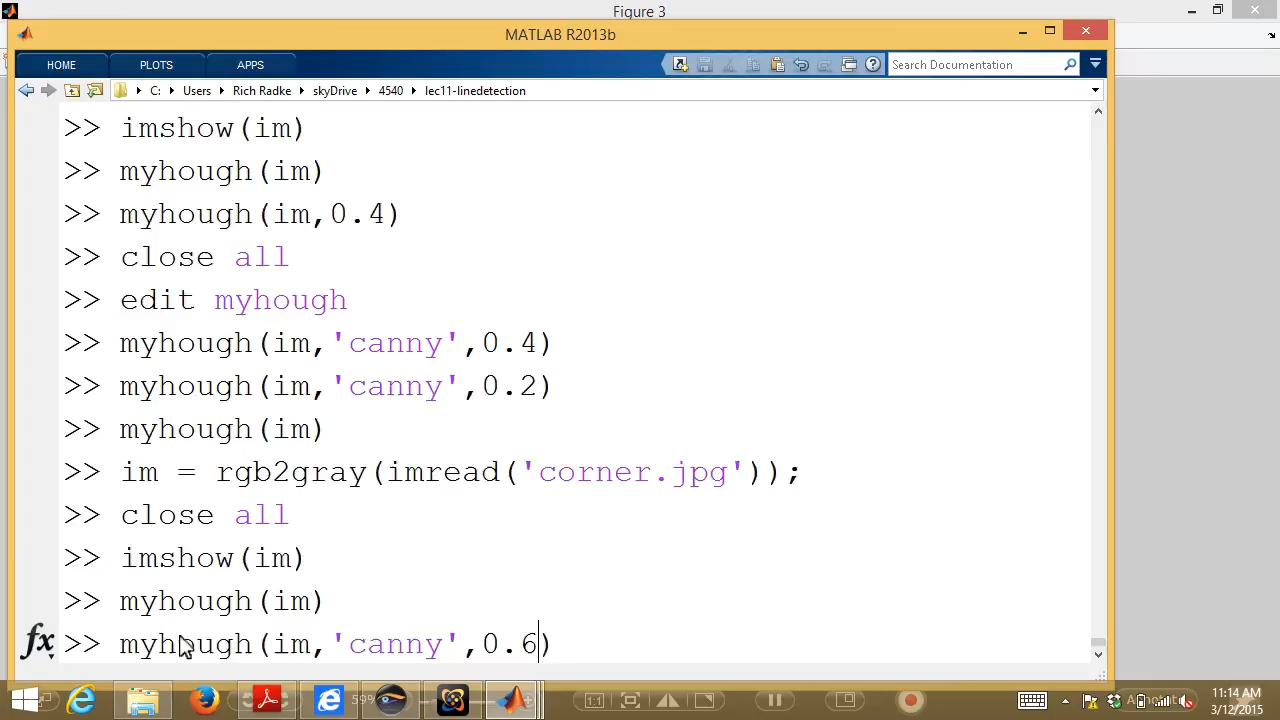 Figure 3
MATLAB R2013b
HOME PLOTS APPS Search Documentation
C: Users Rich Radke skyDrive 4540 lec11-linedetection
>> imshow(im)
>> myhough(im)
>> myhough(im,0.4)
>> close all
>> edit myhough
>> myhough(im,'canny',0.4)
>> myhough(im,'canny',0.2)
>> myhough(im)
>> im = rgb2gray(imread('corner.jpg'));
>> close all
>> imshow(im)
>> myhough(im)
fx >> myhough(im,'canny',0.6)
59% 1:1 11:14 AM
3/12/2015